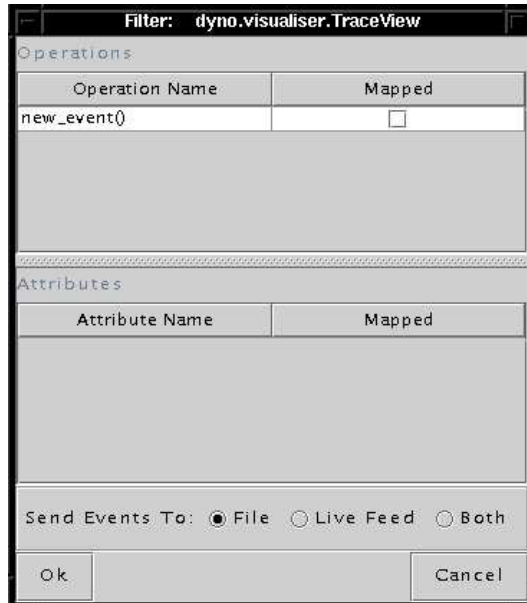 Filter: dyno.visualiser.TraceView
Operations
Operation Name Mapped
new_event()
Attributes
Attribute Name Mapped
Send Events To: File Live Feed Both
Ok Cancel